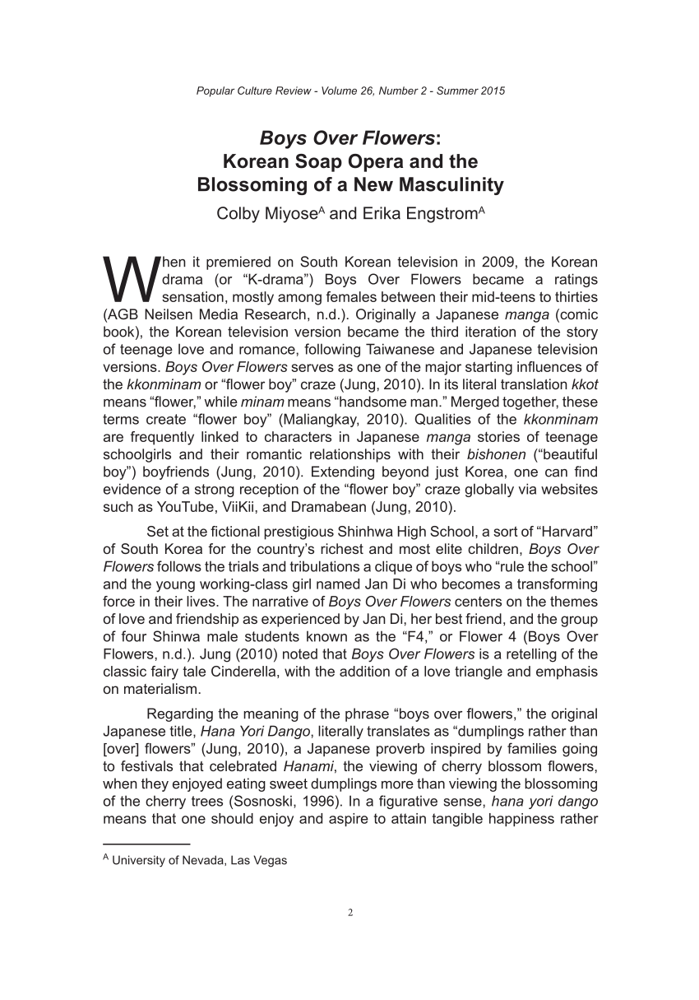 Popular Culture Review - Volume 26, Number 2 - Summer 2015
Boys Over Flowers:
Korean Soap Opera and the
Blossoming of a New Masculinity
Colby Miyoseᴬ and Erika Engstromᴬ
When it premiered on South Korean television in 2009, the Korean
drama (or “K-drama”) Boys Over Flowers became a ratings
sensation, mostly among females between their mid-teens to thirties
(AGB Neilsen Media Research, n.d.). Originally a Japanese manga (comic
book), the Korean television version became the third iteration of the story
of teenage love and romance, following Taiwanese and Japanese television
versions. Boys Over Flowers serves as one of the major starting influences of
the kkonminam or “flower boy” craze (Jung, 2010). In its literal translation kkot
means “flower,” while minam means “handsome man.” Merged together, these
terms create “flower boy” (Maliangkay, 2010). Qualities of the kkonminam
are frequently linked to characters in Japanese manga stories of teenage
schoolgirls and their romantic relationships with their bishonen (“beautiful
boy”) boyfriends (Jung, 2010). Extending beyond just Korea, one can find
evidence of a strong reception of the “flower boy” craze globally via websites
such as YouTube, ViiKii, and Dramabean (Jung, 2010).
Set at the fictional prestigious Shinhwa High School, a sort of “Harvard”
of South Korea for the country’s richest and most elite children, Boys Over
Flowers follows the trials and tribulations a clique of boys who “rule the school”
and the young working-class girl named Jan Di who becomes a transforming
force in their lives. The narrative of Boys Over Flowers centers on the themes
of love and friendship as experienced by Jan Di, her best friend, and the group
of four Shinwa male students known as the “F4,” or Flower 4 (Boys Over
Flowers, n.d.). Jung (2010) noted that Boys Over Flowers is a retelling of the
classic fairy tale Cinderella, with the addition of a love triangle and emphasis
on materialism.
Regarding the meaning of the phrase “boys over flowers,” the original
Japanese title, Hana Yori Dango, literally translates as “dumplings rather than
[over] flowers” (Jung, 2010), a Japanese proverb inspired by families going
to festivals that celebrated Hanami, the viewing of cherry blossom flowers,
when they enjoyed eating sweet dumplings more than viewing the blossoming
of the cherry trees (Sosnoski, 1996). In a figurative sense, hana yori dango
means that one should enjoy and aspire to attain tangible happiness rather
ᴬ University of Nevada, Las Vegas
2